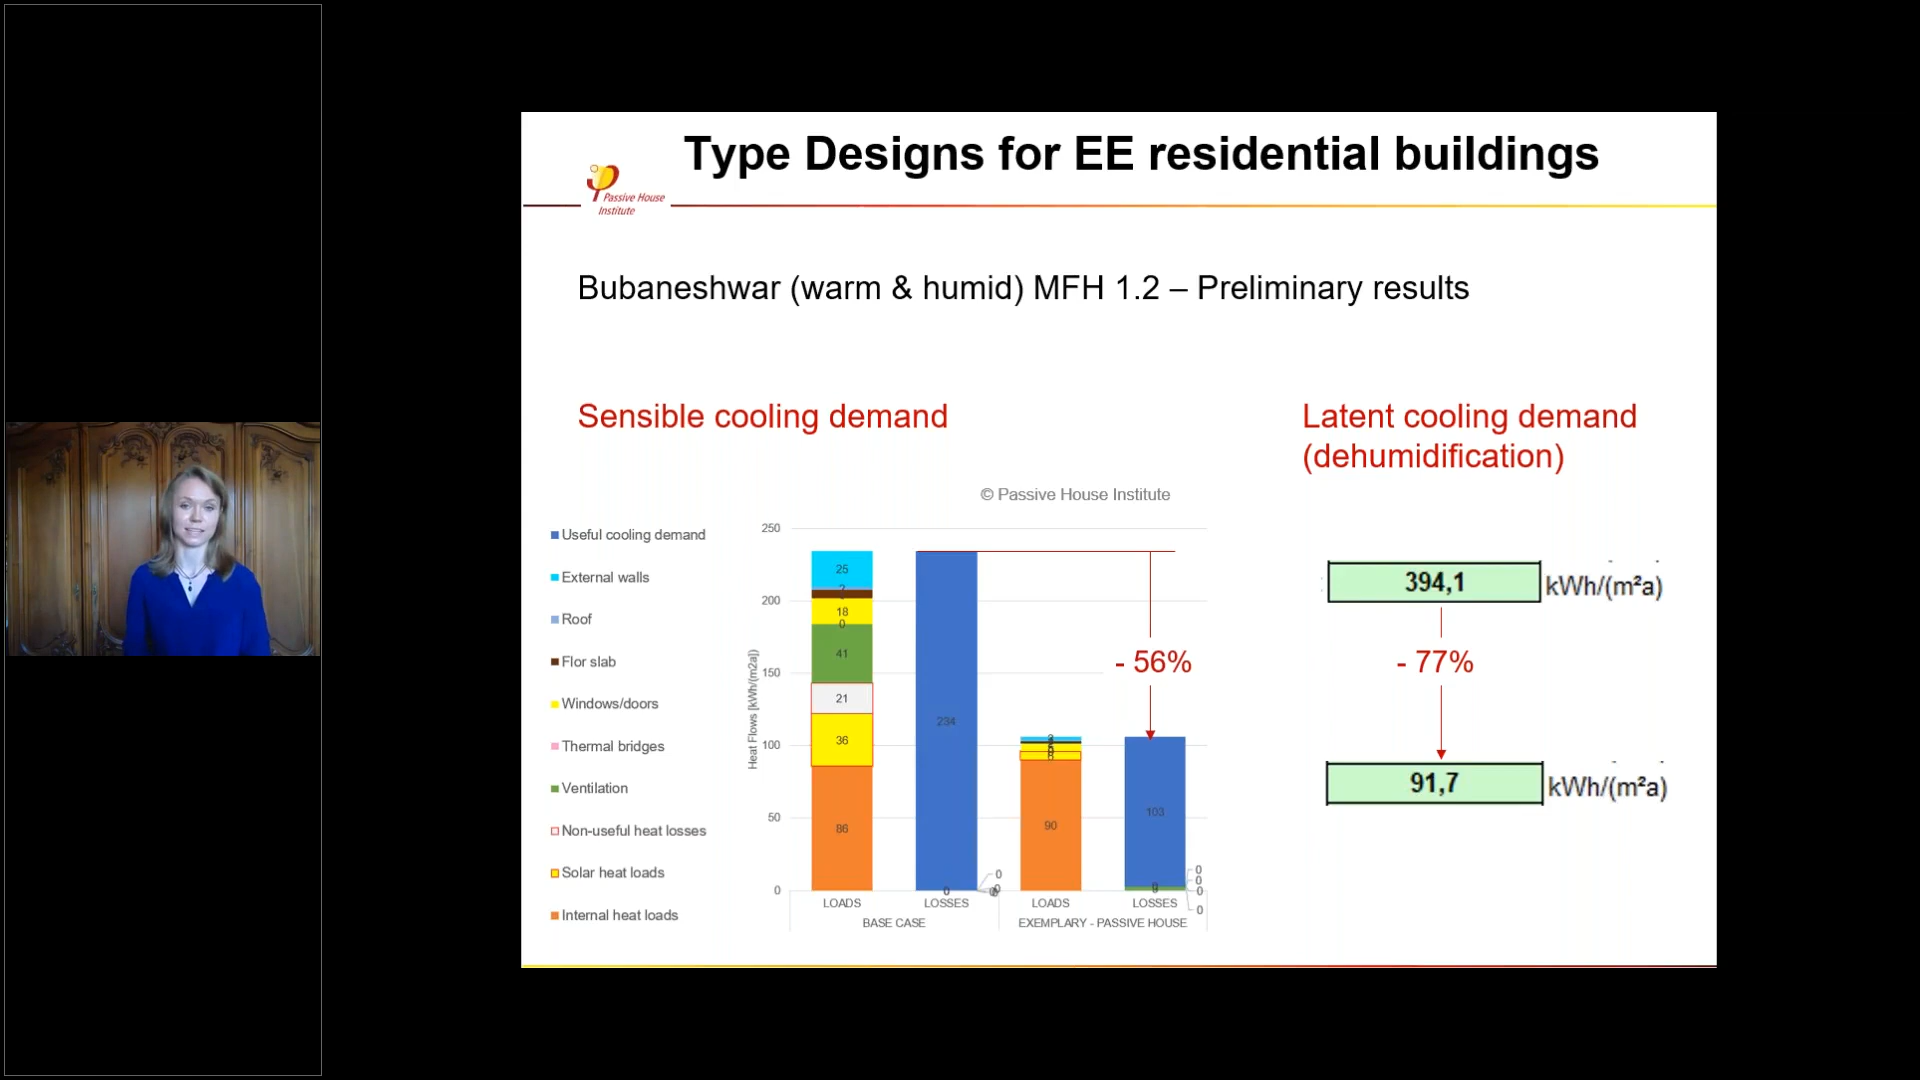 Type Designs for EE residential buildings
Passive House
Institute
Bubaneshwar (warm & humid) MFH 1.2 – Preliminary results
Sensible cooling demand
Latent cooling demand
(dehumidification)
© Passive House Institute
Useful cooling demand
External walls
Roof
Flor slab
Windows/doors
Thermal bridges
Ventilation
Non-useful heat losses
Solar heat loads
Internal heat loads
Heat Flows [kWh/(m2a)]
250
200
150
100
50
0
25
2
18
0
41
21
36
86
234
0
0
90
103
0
0
0
0
- 56%
LOADS
LOSSES
LOADS
LOSSES
BASE CASE
EXEMPLARY - PASSIVE HOUSE
394,1 kWh/(m²a)
- 77%
91,7 kWh/(m²a)